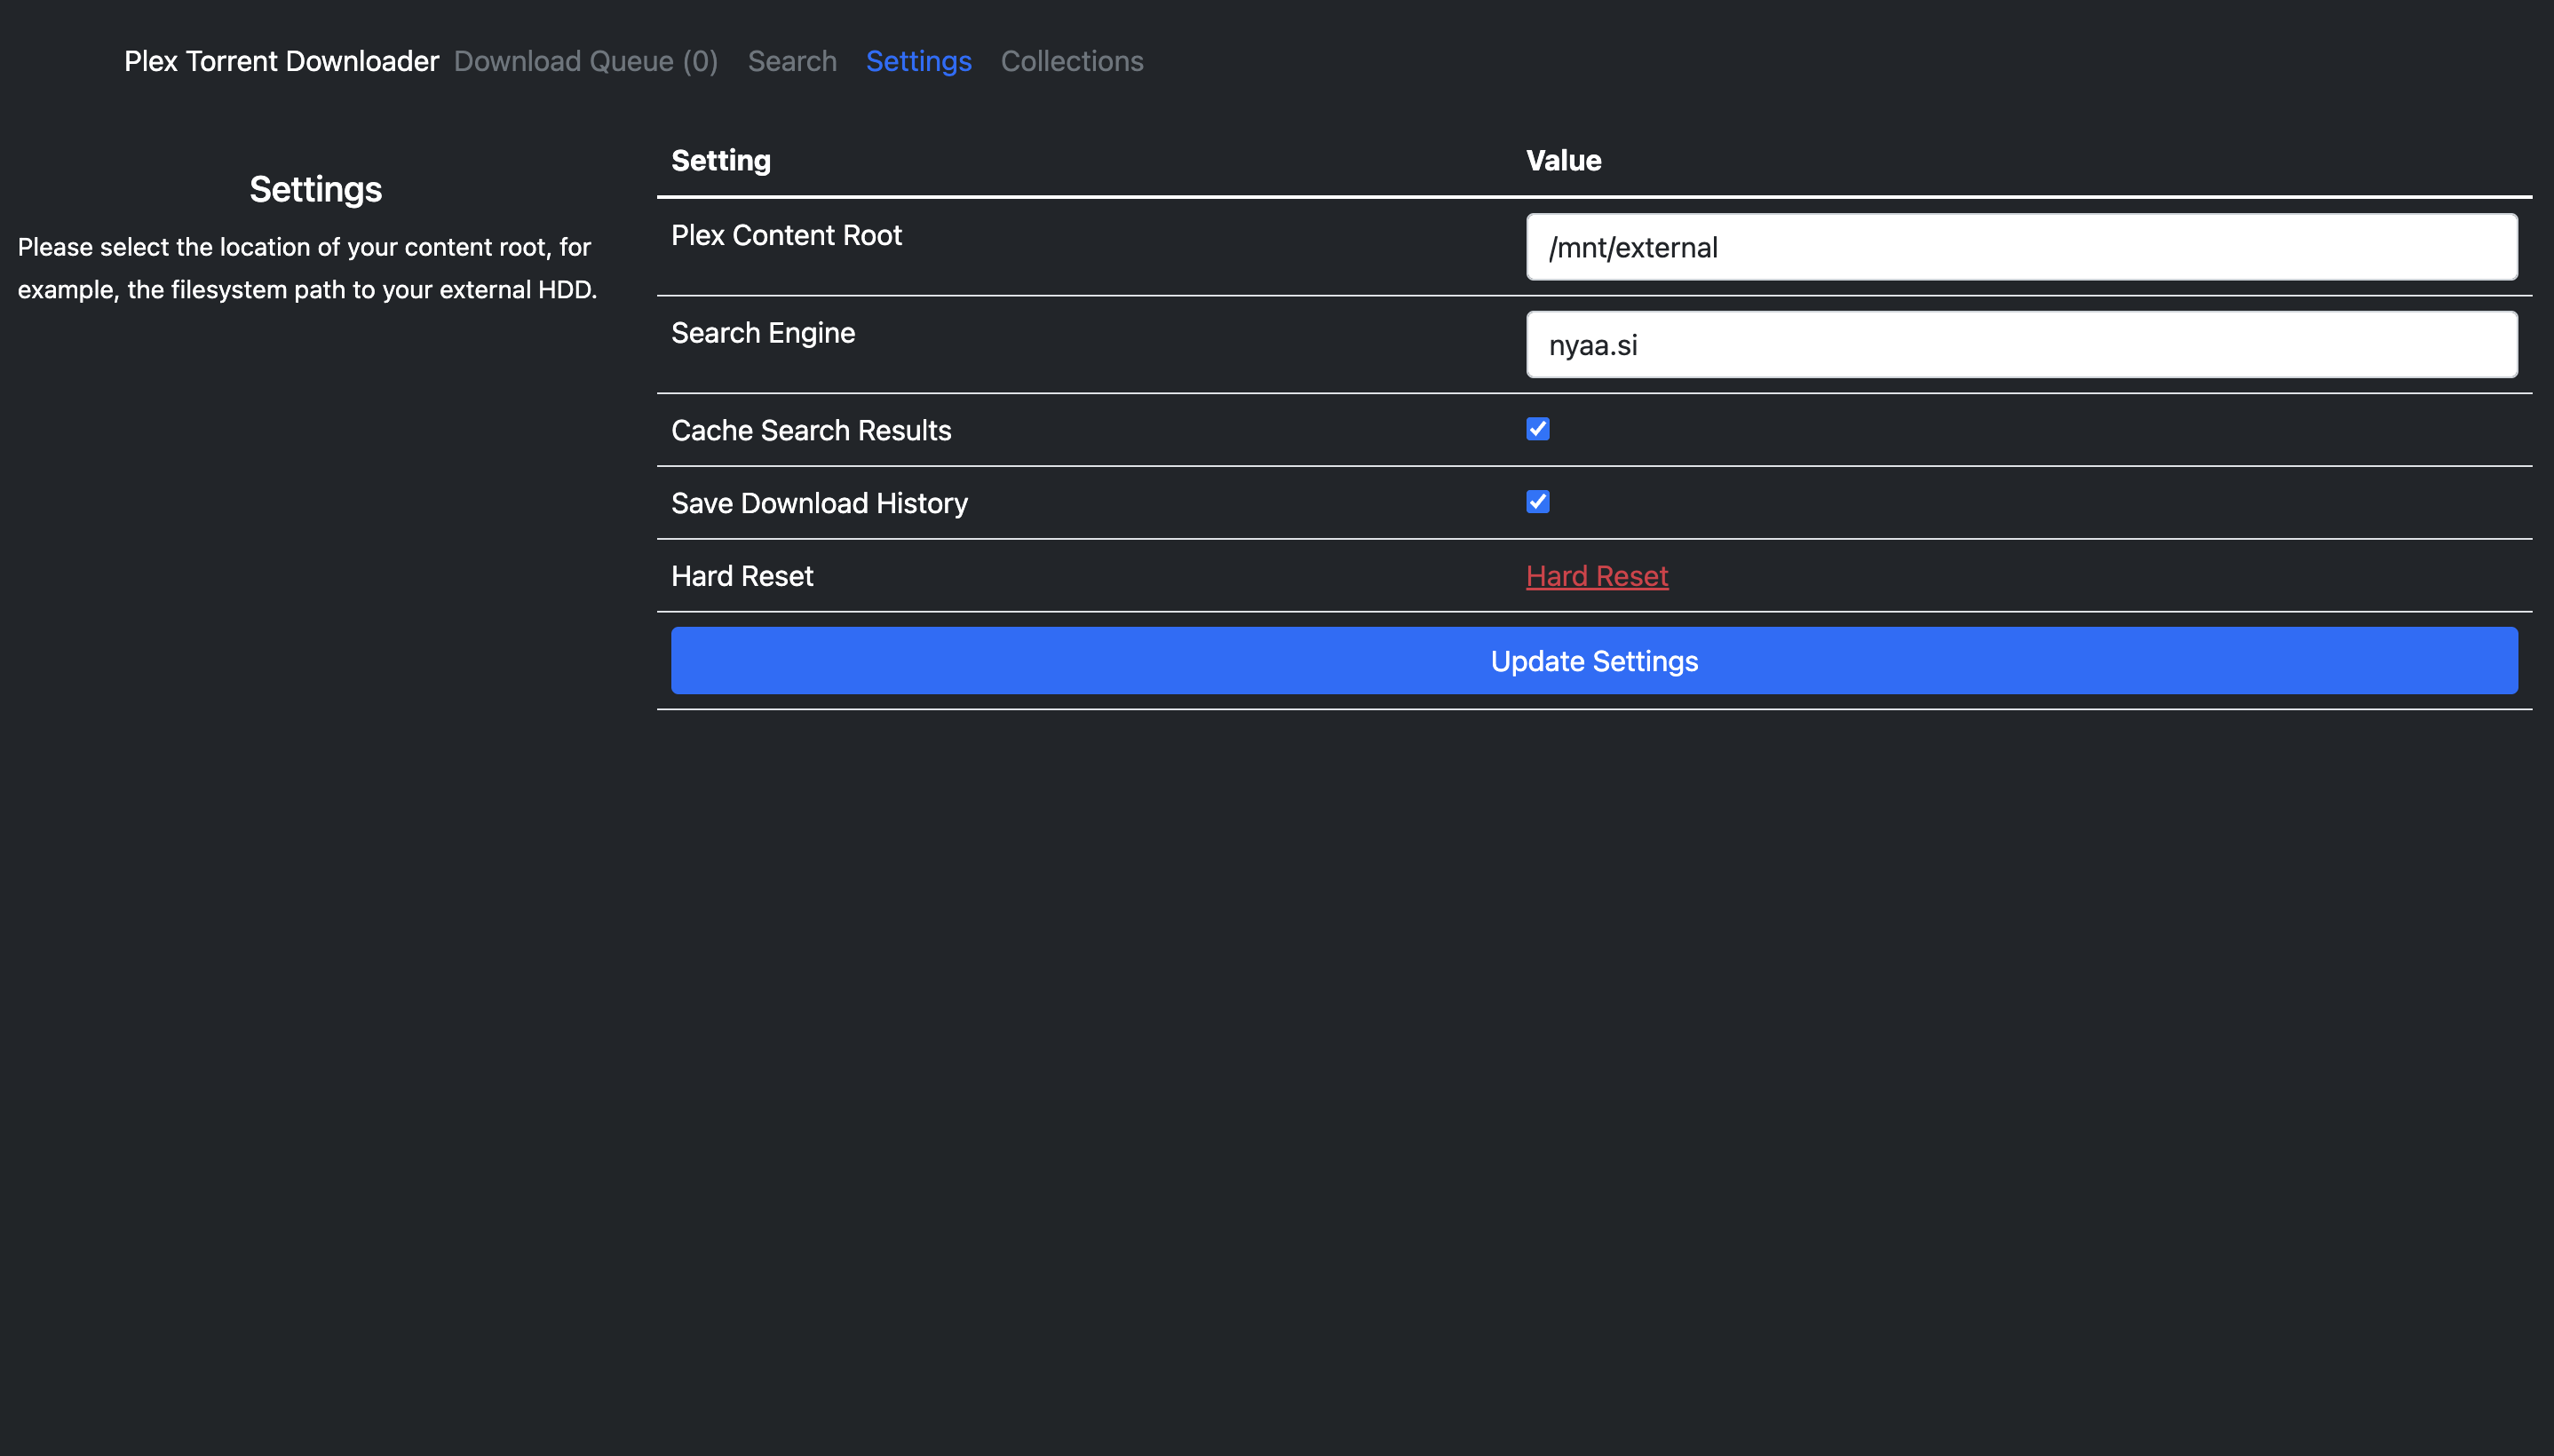 Plex Torrent Downloader Download Queue (0) Search Settings Collections
Settings
Please select the location of your content root, for
example, the filesystem path to your external HDD.
Setting Value
Plex Content Root /mnt/external
Search Engine nyaa.si
Cache Search Results
Save Download History
Hard Reset Hard Reset
Update Settings